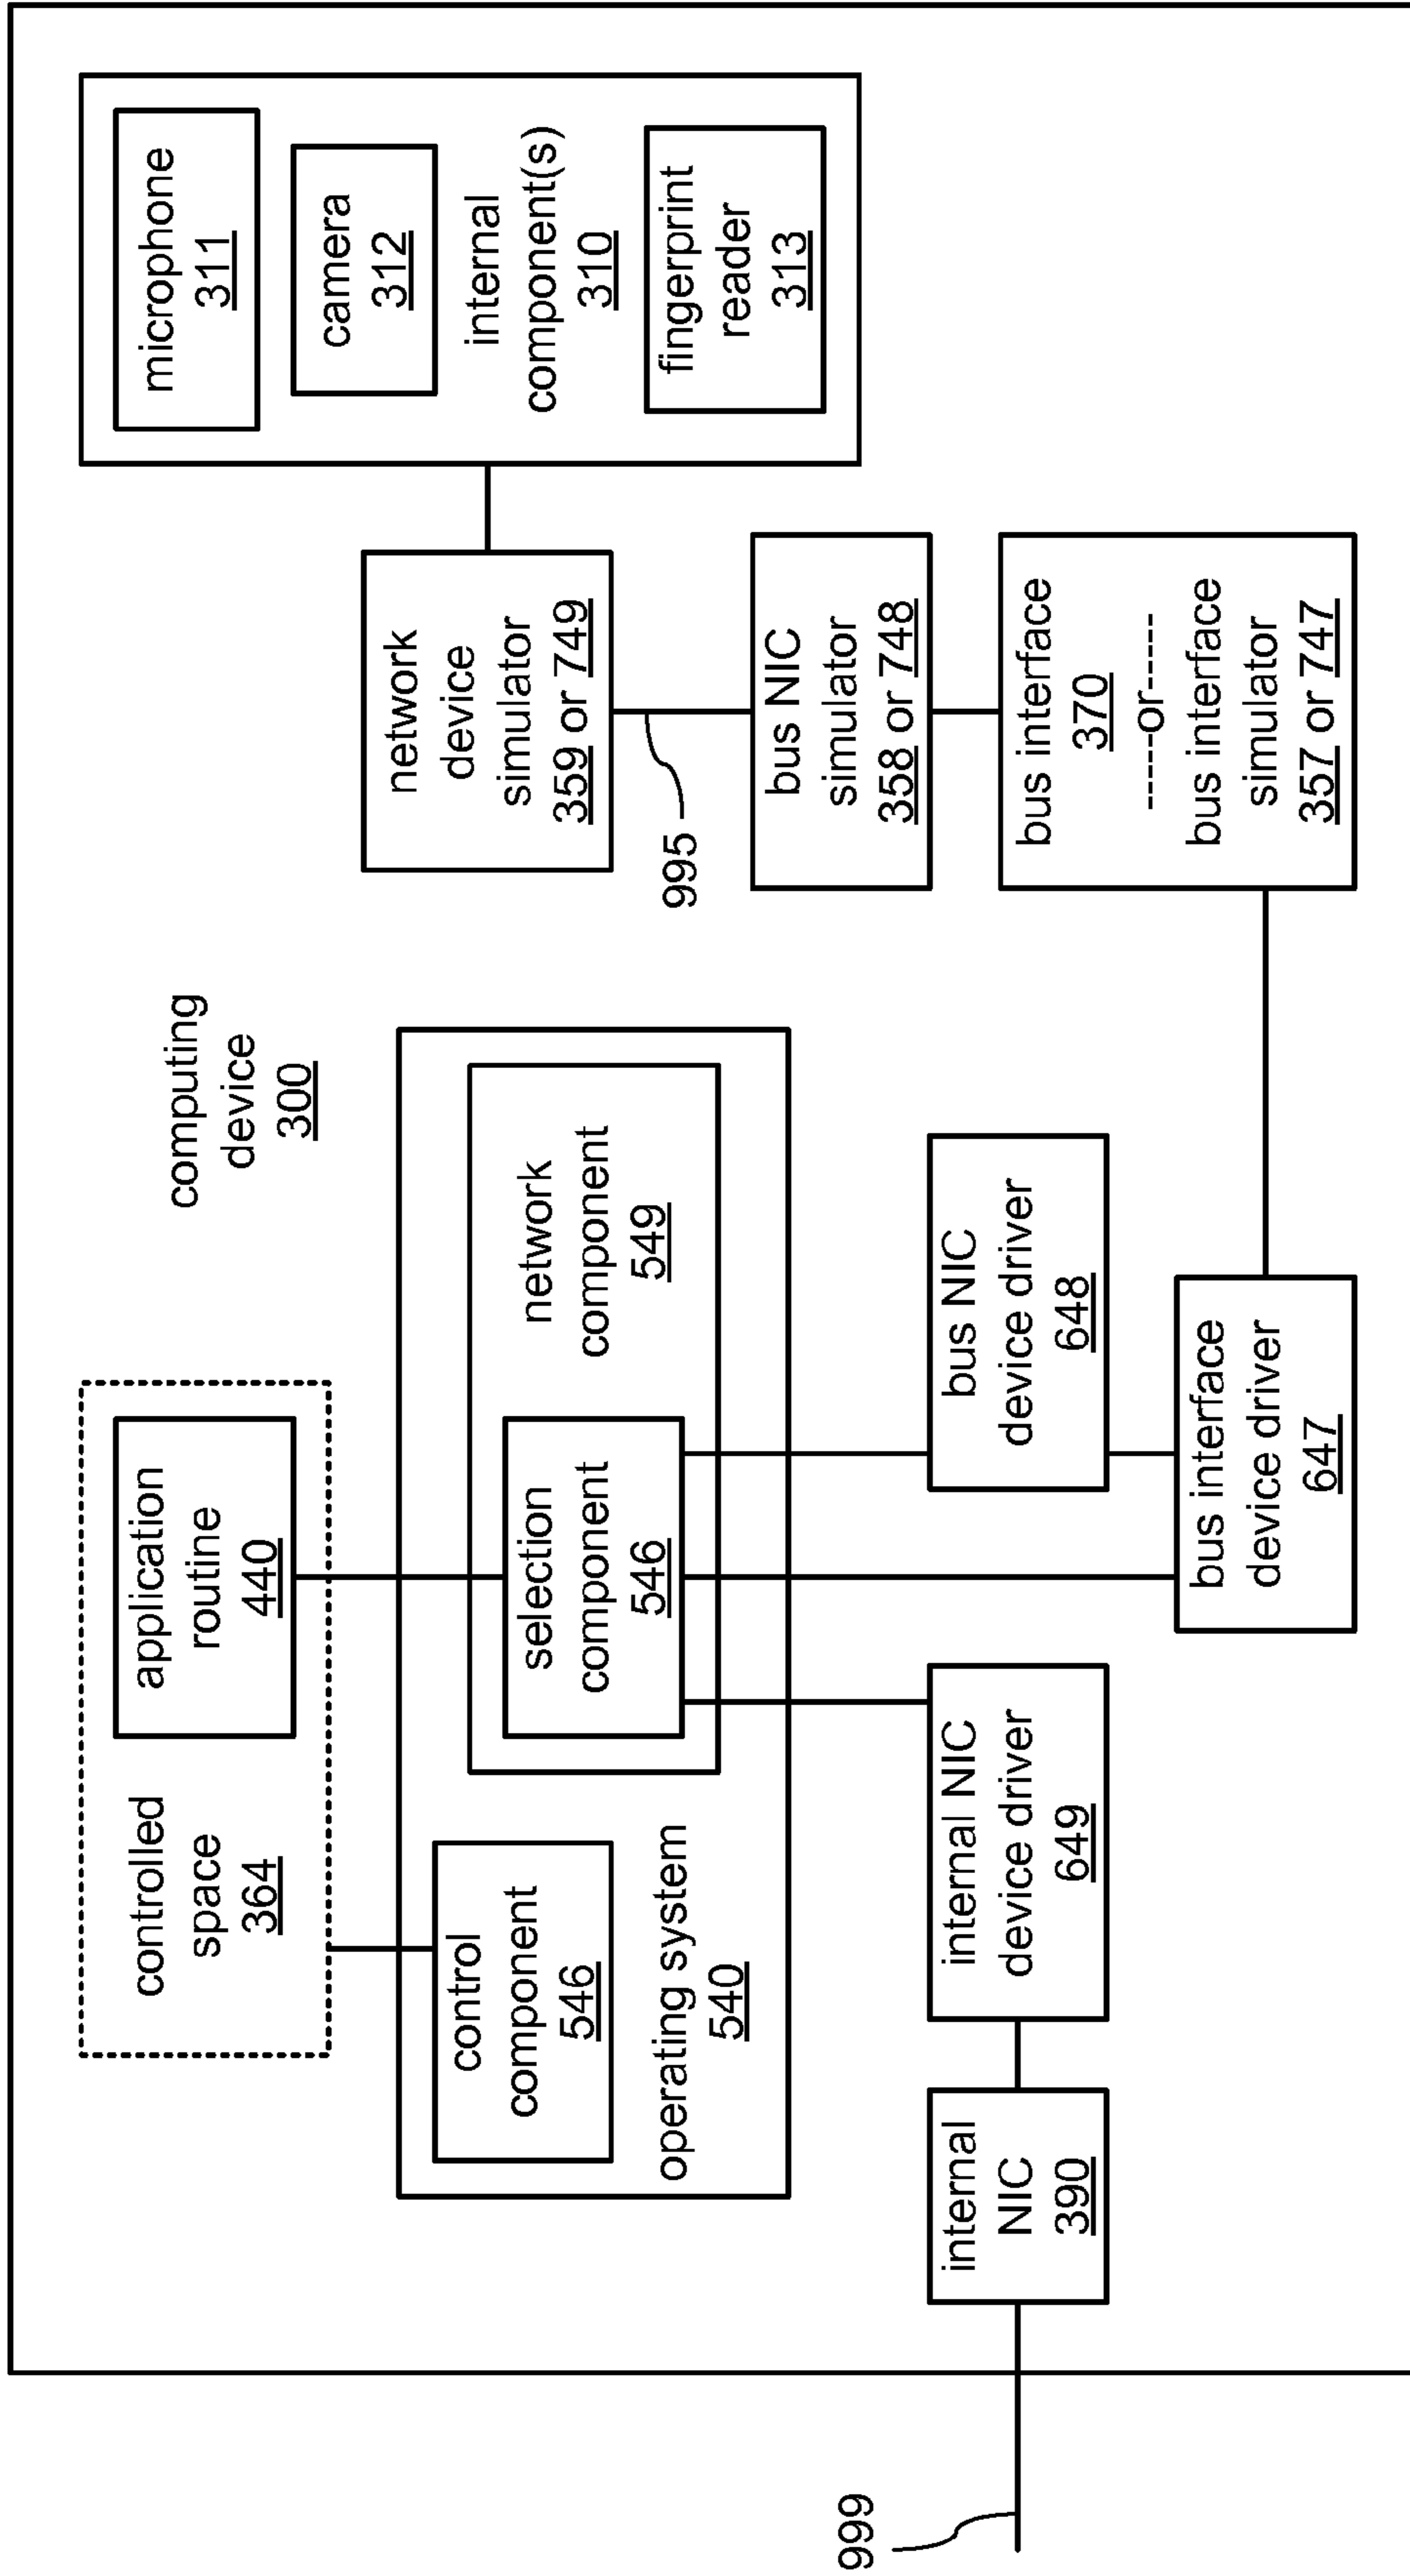 controlled
space
364
application
routine
440
computing
device
300
control
component
546
operating system
540
selection
component
546
network
component
549
internal
NIC
390
internal NIC
device driver
649
bus NIC
device driver
648
bus interface
device driver
647
999
microphone
311
camera
312
internal
component(s)
310
fingerprint
reader
313
network
device
simulator
359 or 749
995
bus NIC
simulator
358 or 748
bus interface
370
------or------
bus interface
simulator
357 or 747